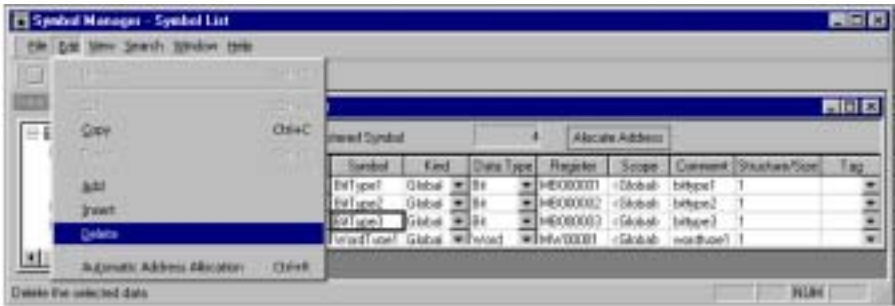 Symbol Manager - Symbol List
File Edit View Search Window Help
Copy Ctrl+C
Add
Insert
Delete
Automatic Address Allocation Ctrl+R
Symbol 4 Allocate Address
Symbol Kind Data Type Register Scope Comment Structure/Size Tag
BitType1 Global Bit MB000001 <Global> bittype1 1
BitType2 Global Bit MB000002 <Global> bittype2 1
BitType3 Global Bit MB000003 <Global> bittype3 1
WordType1 Global Word MW00001 <Global> wordtype1 1
Delete the selected data
NUM